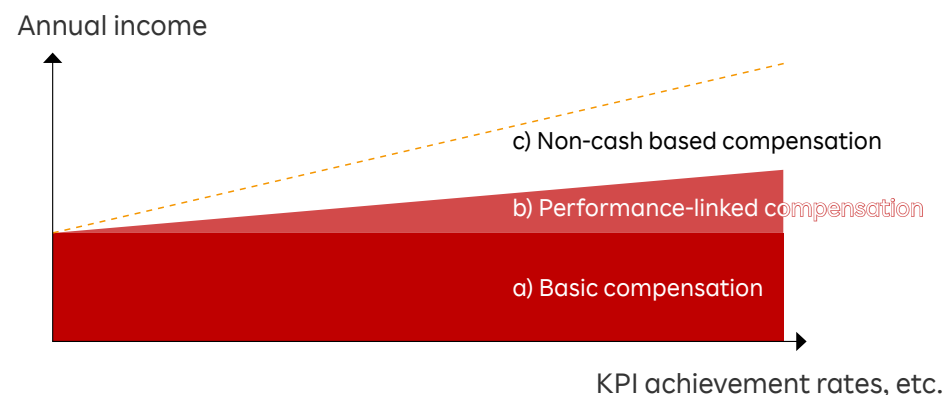 Annual income
c) Non-cash based compensation
b) Performance-linked compensation
a) Basic compensation
KPI achievement rates, etc.